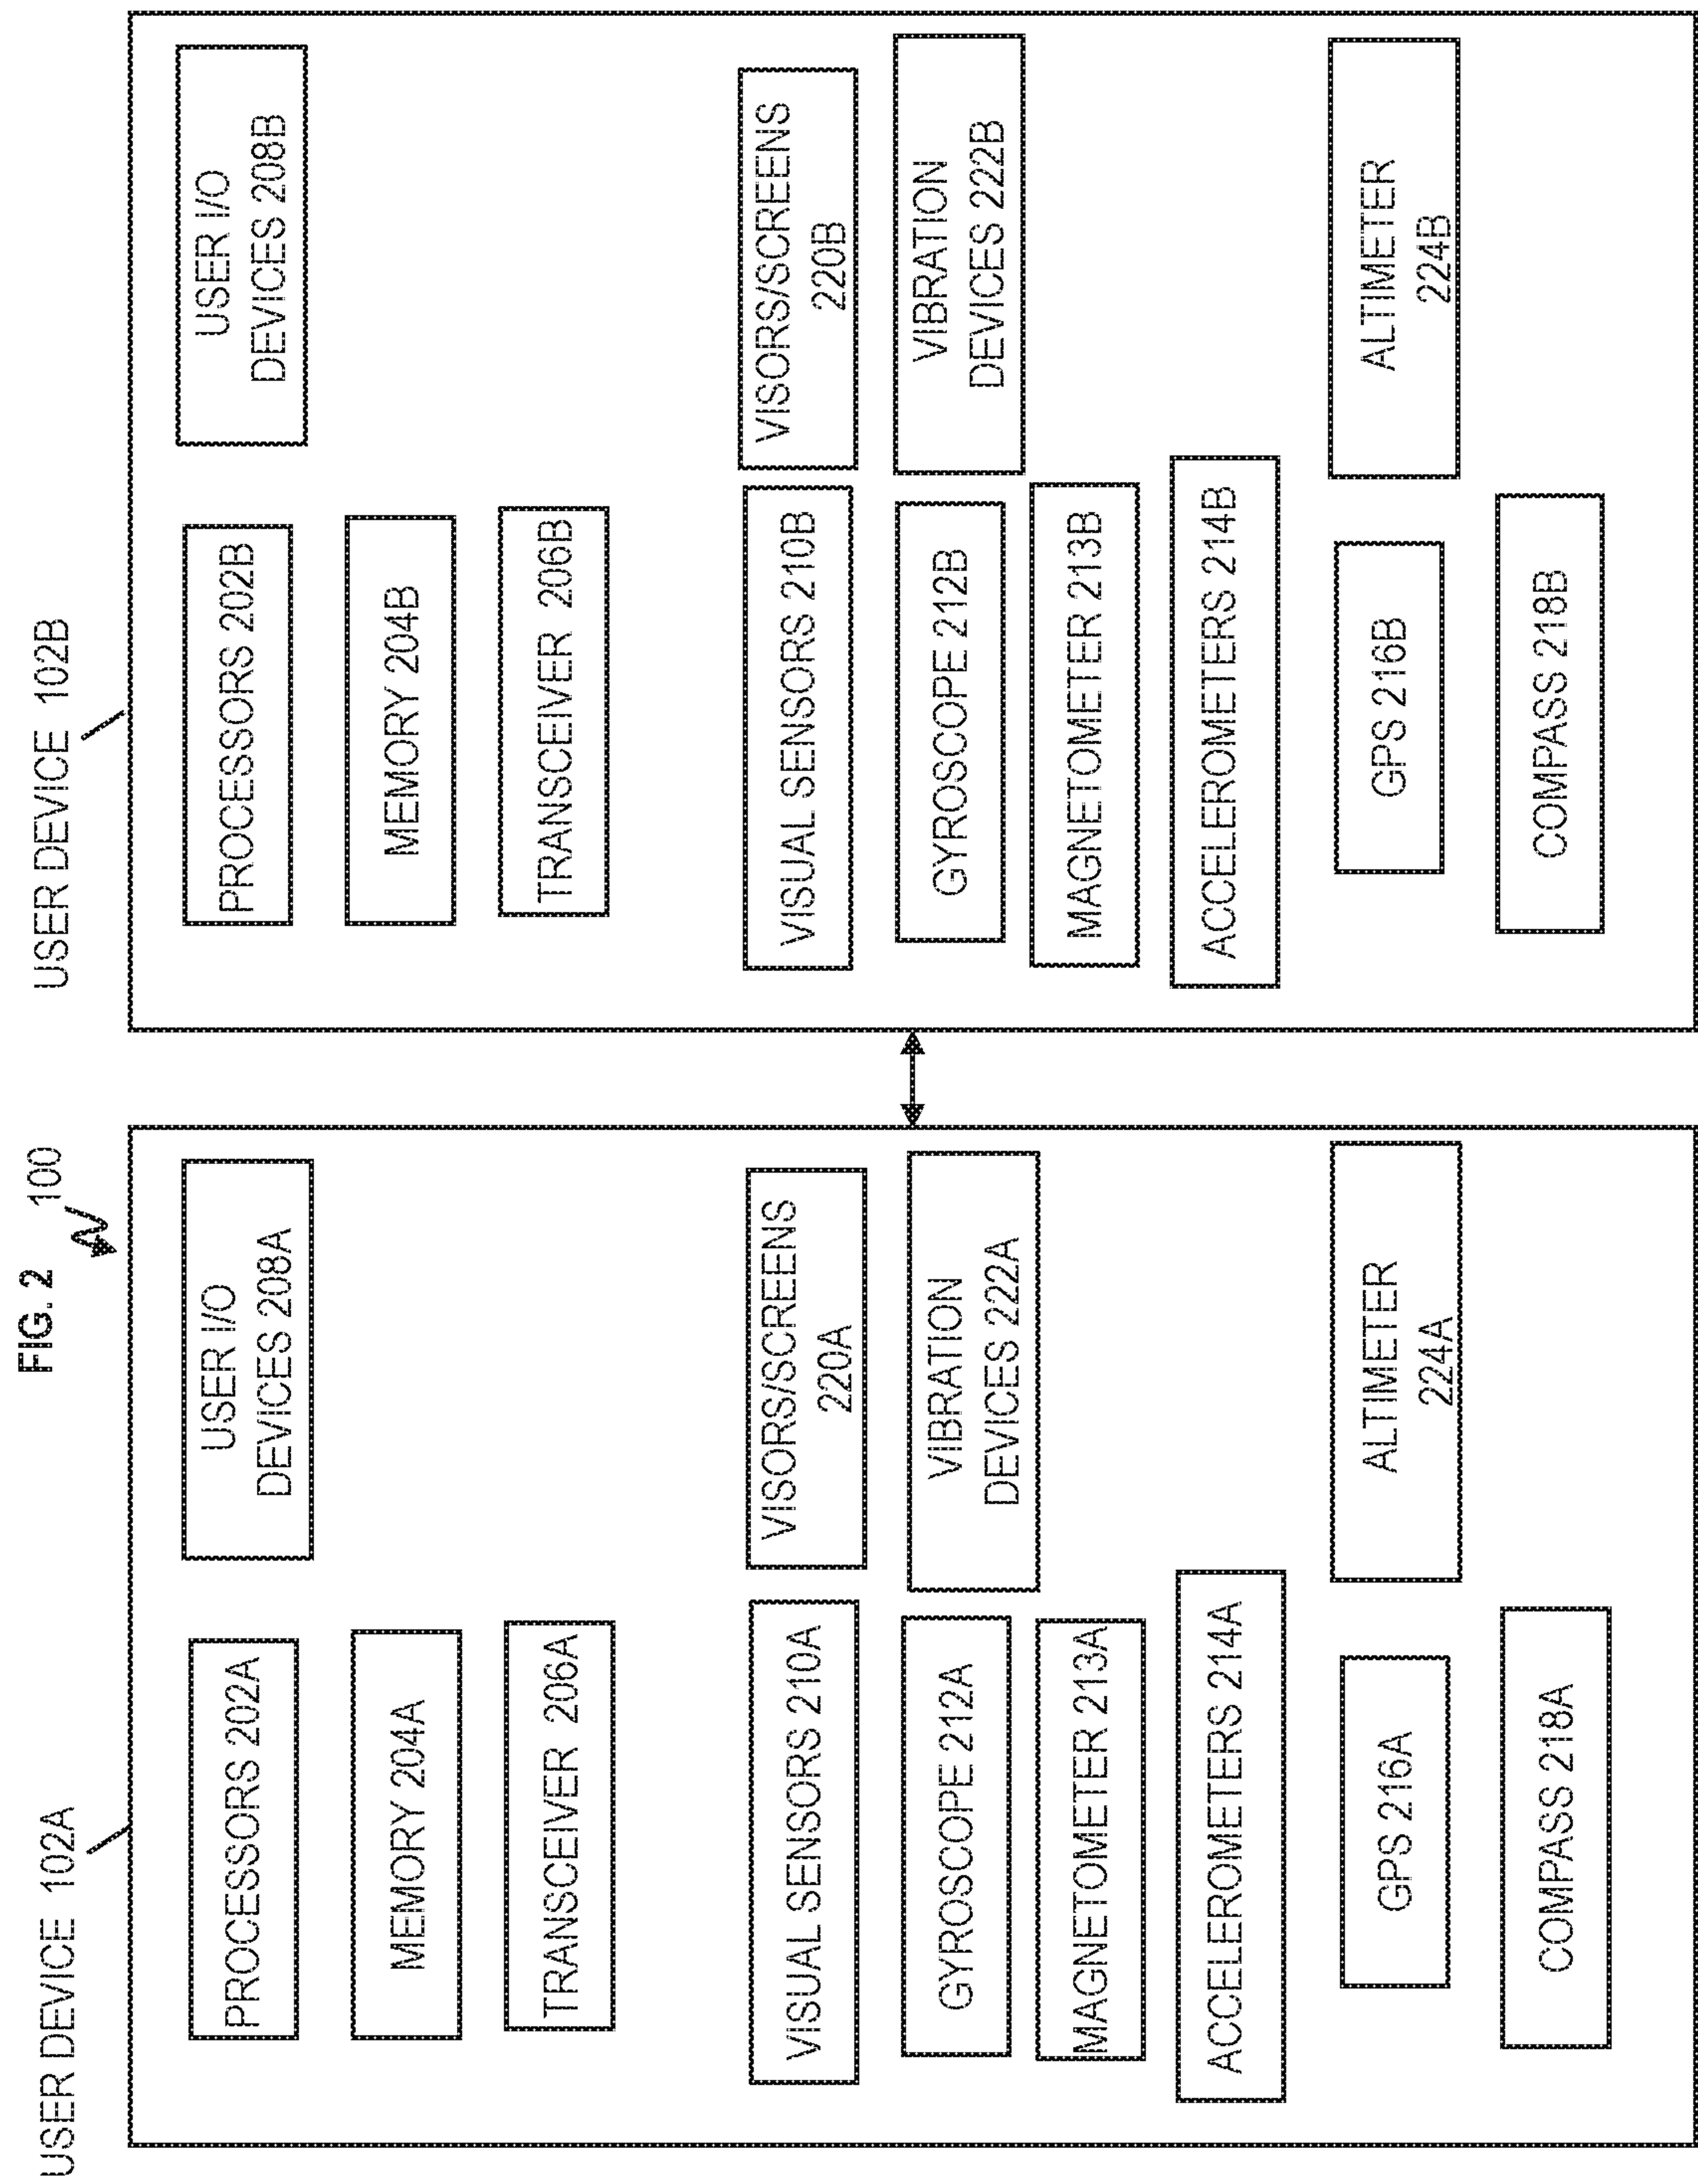 FIG. 2
100
USER DEVICE 102A
PROCESSORS 202A
USER I/O
DEVICES 208A
MEMORY 204A
TRANSCEIVER 206A
VISUAL SENSORS 210A
VISORS/SCREENS
220A
GYROSCOPE 212A
VIBRATION
DEVICES 222A
MAGNETOMETER 213A
ACCELEROMETERS 214A
GPS 216A
ALTIMETER
224A
COMPASS 218A
USER DEVICE 102B
PROCESSORS 202B
USER I/O
DEVICES 208B
MEMORY 204B
TRANSCEIVER 206B
VISUAL SENSORS 210B
VISORS/SCREENS
220B
GYROSCOPE 212B
VIBRATION
DEVICES 222B
MAGNETOMETER 213B
ACCELEROMETERS 214B
GPS 216B
ALTIMETER
224B
COMPASS 218B